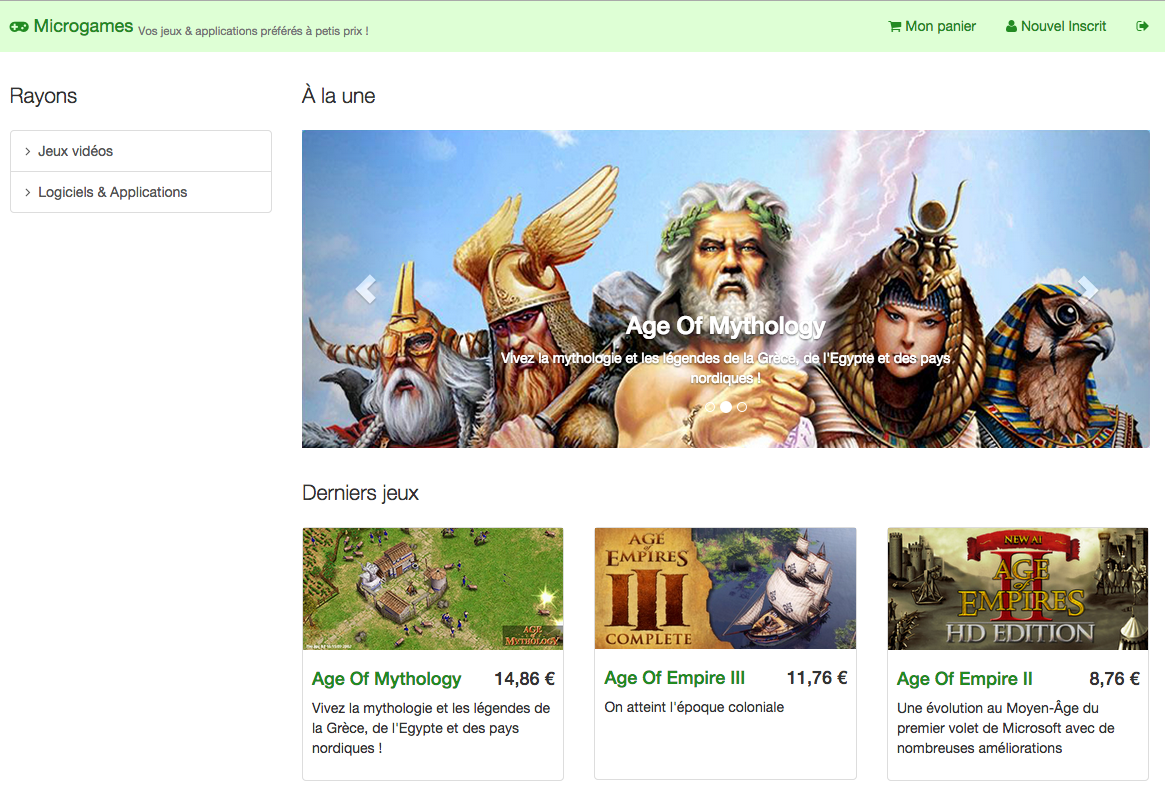 Microgames Vos jeux & applications préférés à petis prix !
Mon panier
Nouvel Inscrit
Rayons
Jeux vidéos
Logiciels & Applications
À la une
Age Of Mythology
Vivez la mythologie et les légendes de la Grèce, de l'Egypte et des pays
nordiques !
Derniers jeux
AGE
MYTHOLOGY
Age Of Mythology 14,86 €
Vivez la mythologie et les légendes de
la Grèce, de l'Egypte et des pays
nordiques !
AGE
of
EMPIRES
III
COMPLETE
Age Of Empire III 11,76 €
On atteint l'époque coloniale
NEW AI
II
AGE
of
EMPIRES
HD EDITION
Age Of Empire II 8,76 €
Une évolution au Moyen-Âge du
premier volet de Microsoft avec de
nombreuses améliorations